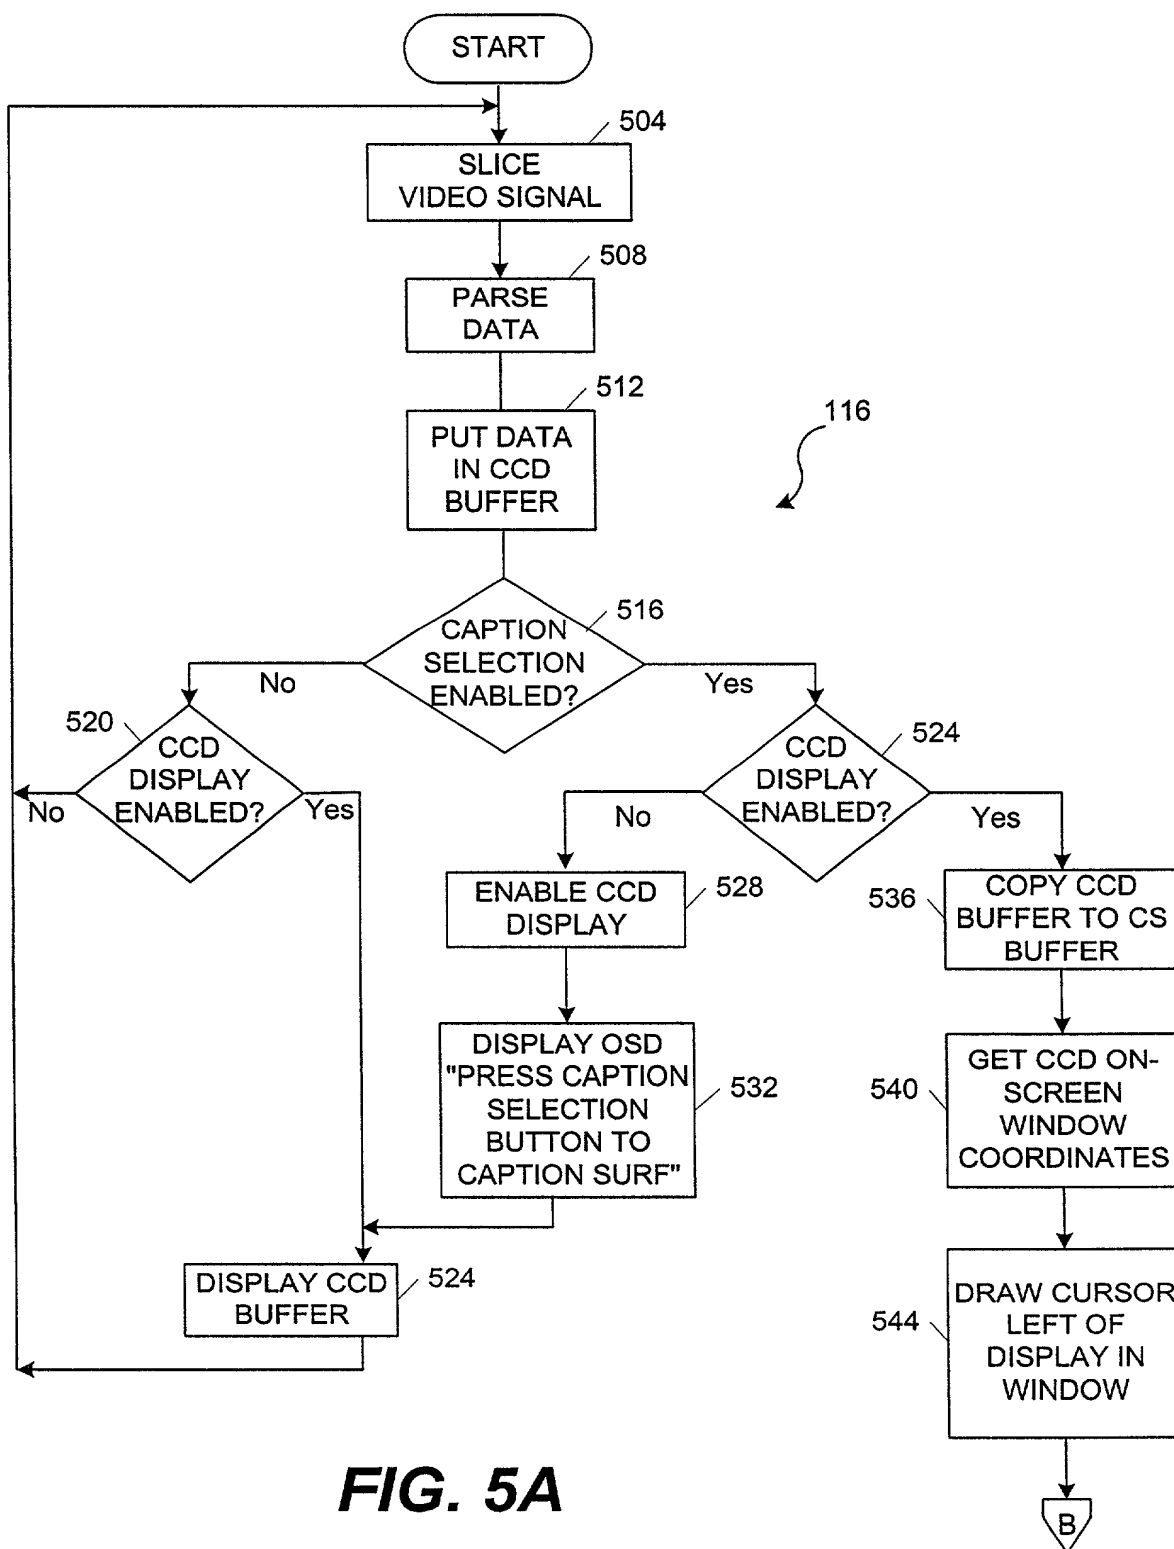 START
504
SLICE
VIDEO SIGNAL
508
PARSE
DATA
512
PUT DATA
IN CCD
BUFFER
116
516
CAPTION
SELECTION
ENABLED?
No
Yes
520
CCD
DISPLAY
ENABLED?
No
Yes
524
CCD
DISPLAY
ENABLED?
No
Yes
528
ENABLE CCD
DISPLAY
536
COPY CCD
BUFFER TO CS
BUFFER
532
DISPLAY OSD
"PRESS CAPTION
SELECTION
BUTTON TO
CAPTION SURF"
540
GET CCD ON-
SCREEN
WINDOW
COORDINATES
524
DISPLAY CCD
BUFFER
544
DRAW CURSOR
LEFT OF
DISPLAY IN
WINDOW
B
FIG. 5A